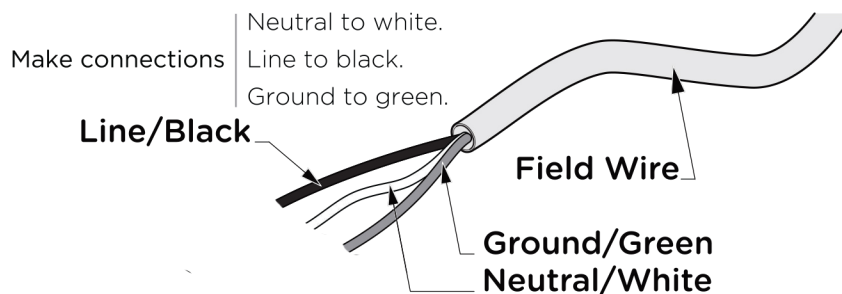 Neutral to white.
Make connections
Line to black.
Ground to green.
Line/Black
Field Wire
Ground/Green
Neutral/White